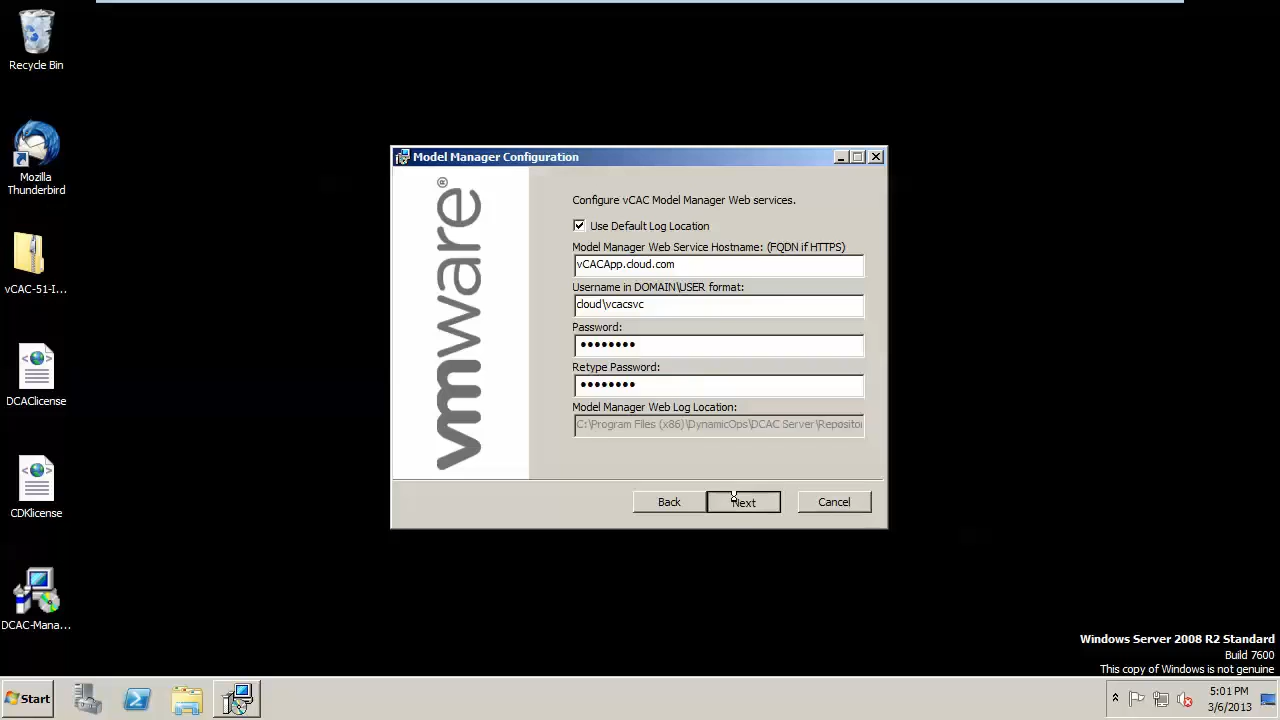 Recycle Bin
Mozilla
Thunderbird
vCAC-51-I...
DCAClicense
CDKlicense
DCAC-Mana...
Model Manager Configuration
vmware®
Configure vCAC Model Manager Web services.
Use Default Log Location
Model Manager Web Service Hostname: (FQDN if HTTPS)
vCACApp.cloud.com
Username in DOMAIN\USER format:
cloud\vcacsvc
Password:
••••••••
Retype Password:
••••••••
Model Manager Web Log Location:
C:\Program Files (x86)\DynamicOps\DCAC Server\Repositor
Back
Next
Cancel
Windows Server 2008 R2 Standard
Build 7600
This copy of Windows is not genuine
Start
5:01 PM
3/6/2013